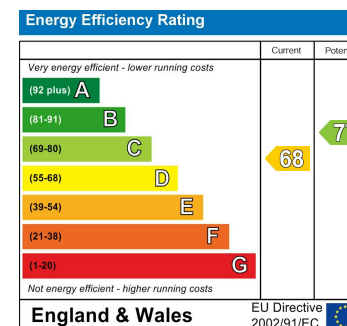 Energy Efficiency Rating
Current
Very energy efficient - lower running costs
(92 plus) A
(81-91) B
(69-80) C
(55-68) D
(39-54) E
(21-38) F
(1-20) G
68
7
Not energy efficient - higher running costs
England & Wales
EU Directive
2002/91/EC